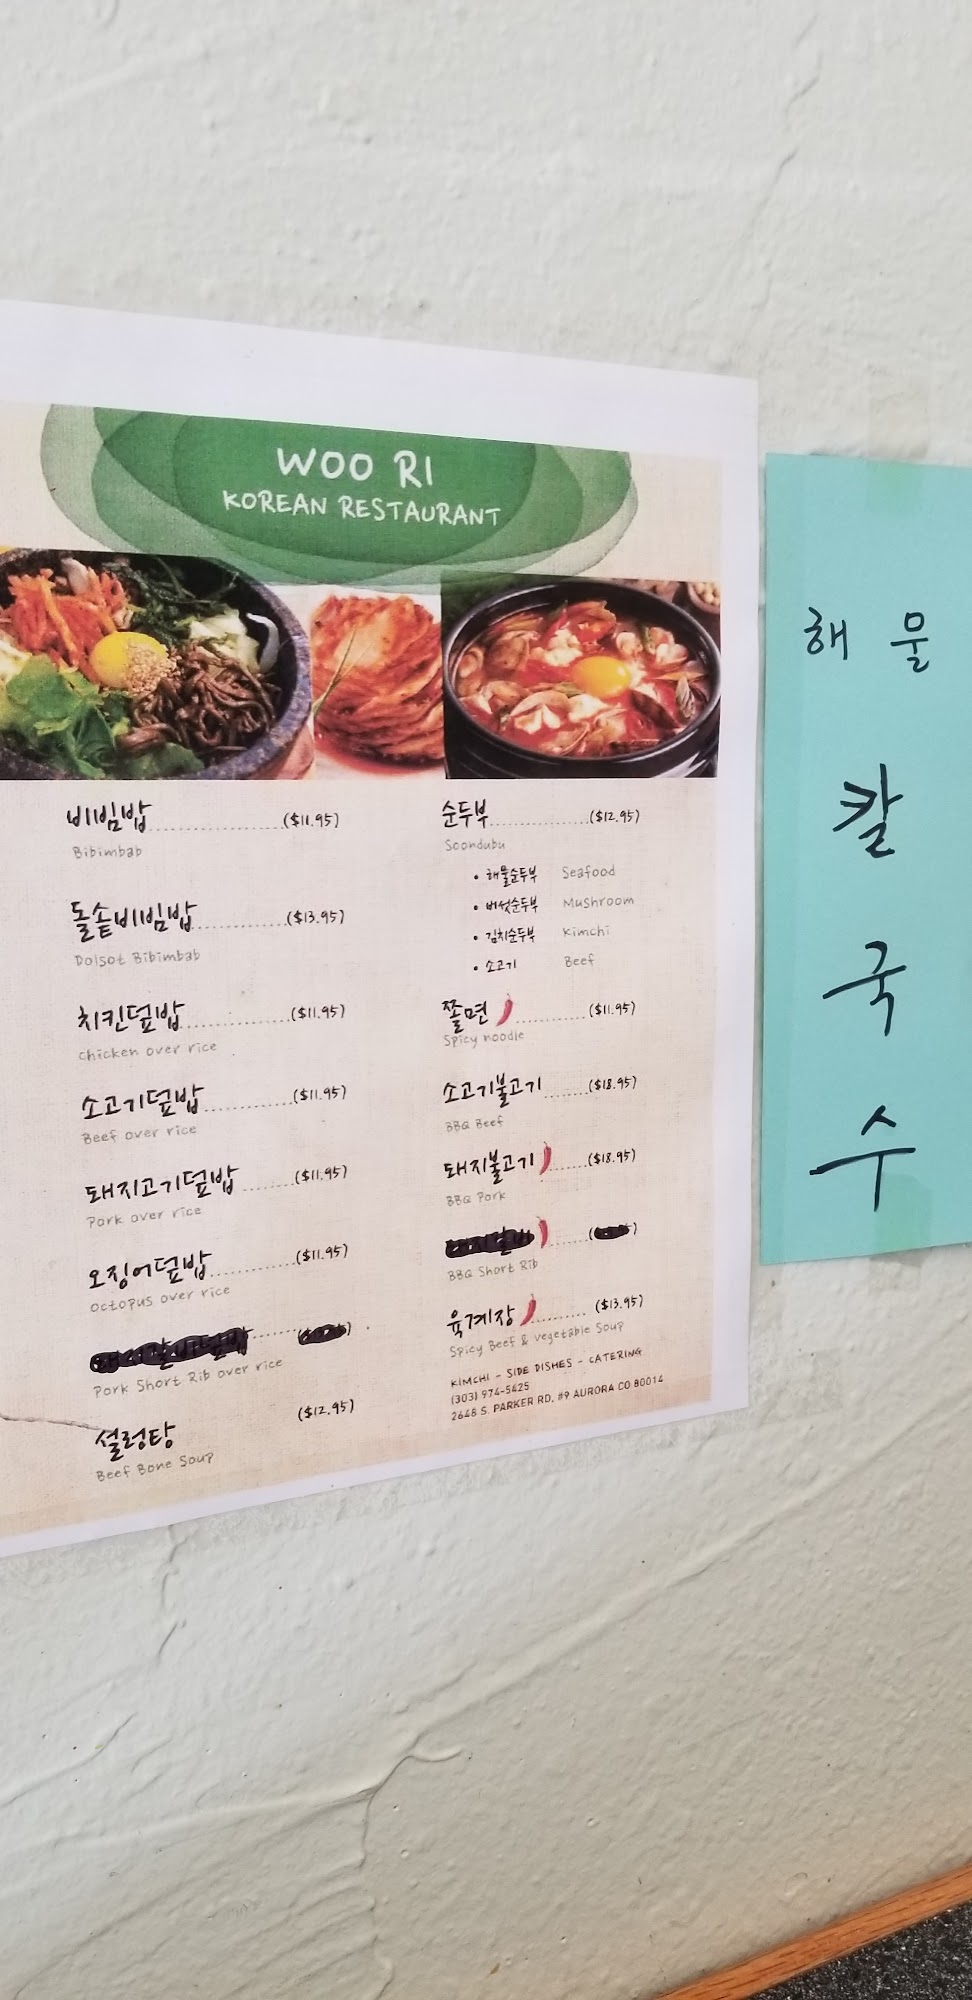 WOO RI
KOREAN RESTAURANT
비빔밥 ($11.95)
Bibimbab
돌솥비빔밥 ($13.95)
Dolsot Bibimbab
치킨덮밥 ($11.95)
chicken over rice
소고기덮밥 ($11.95)
Beef over rice
돼지고기덮밥 ($11.95)
Pork over rice
오징어덮밥 ($11.95)
Octopus over rice
Pork Short Rib over rice
설렁탕 ($12.95)
Beef Bone Soup
순두부 ($12.95)
Soondubu
• 해물순두부 Seafood
• 버섯순두부 Mushroom
• 김치순두부 Kimchi
• 소고기 Beef
쫄면 ($11.95)
Spicy noodle
소고기불고기 ($18.95)
BBQ Beef
돼지불고기 ($18.95)
BBQ Pork
BBQ Short Rib
육계장 ($13.95)
Spicy Beef & vegetable Soup
KIMCHI - SIDE DISHES - CATERING
(303) 974-5425
2648 S. PARKER RD, #9 AURORA CO 80014
해물
칼
국
수